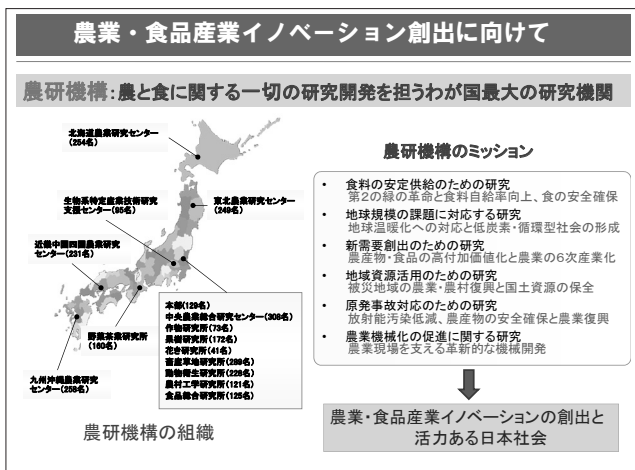 農業・食品産業イノベーション創出に向けて
農研機構：農と食に関する一切の研究開発を担うわが国最大の研究機関
北海道農業研究センター
(254名)
生物系特定産業技術研究
支援センター(95名)
東北農業研究センター
(249名)
近畿中国四国農業研究
センター(231名)
本部(129名)
中央農業総合研究センター(308名)
作物研究所(73名)
果樹研究所(172名)
花き研究所(41名)
畜産草地研究所(299名)
動物衛生研究所(226名)
農村工学研究所(121名)
食品総合研究所(125名)
野菜茶業研究所
(160名)
九州沖縄農業研究
センター(258名)
農研機構の組織
農研機構のミッション
• 食料の安定供給のための研究
第２の緑の革命と食料自給率向上、食の安全確保
• 地球規模の課題に対応する研究
地球温暖化への対応と低炭素・循環型社会の形成
• 新需要創出のための研究
農産物・食品の高付加価値化と農業の６次産業化
• 地域資源活用のための研究
被災地域の農業・農村復興と国土資源の保全
• 原発事故対応のための研究
放射能汚染低減、農産物の安全確保と農業復興
• 農業機械化の促進に関する研究
農業現場を支える革新的な機械開発
農業・食品産業イノベーションの創出と
活力ある日本社会